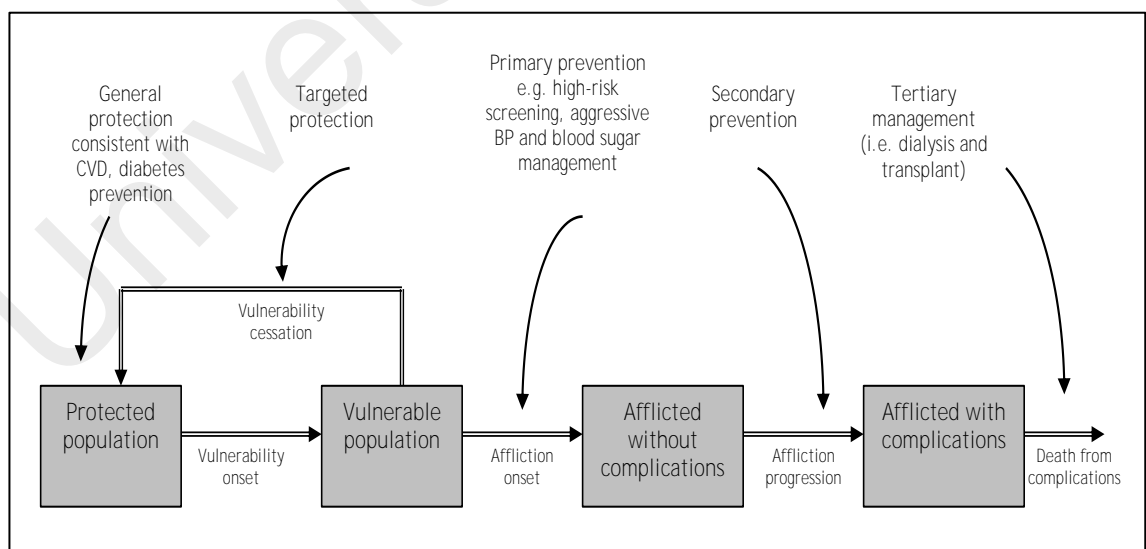 General
protection
consistent with
CVD, diabetes
prevention
Targeted
protection
Primary prevention
e.g. high-risk
screening, aggressive
BP and blood sugar
management
Secondary
prevention
Tertiary
management
(i.e. dialysis and
transplant)
Vulnerability
cessation
Protected
population
Vulnerability
onset
Vulnerable
population
Affliction
onset
Afflicted
without
complications
Affliction
progression
Afflicted with
complications
Death from
complications